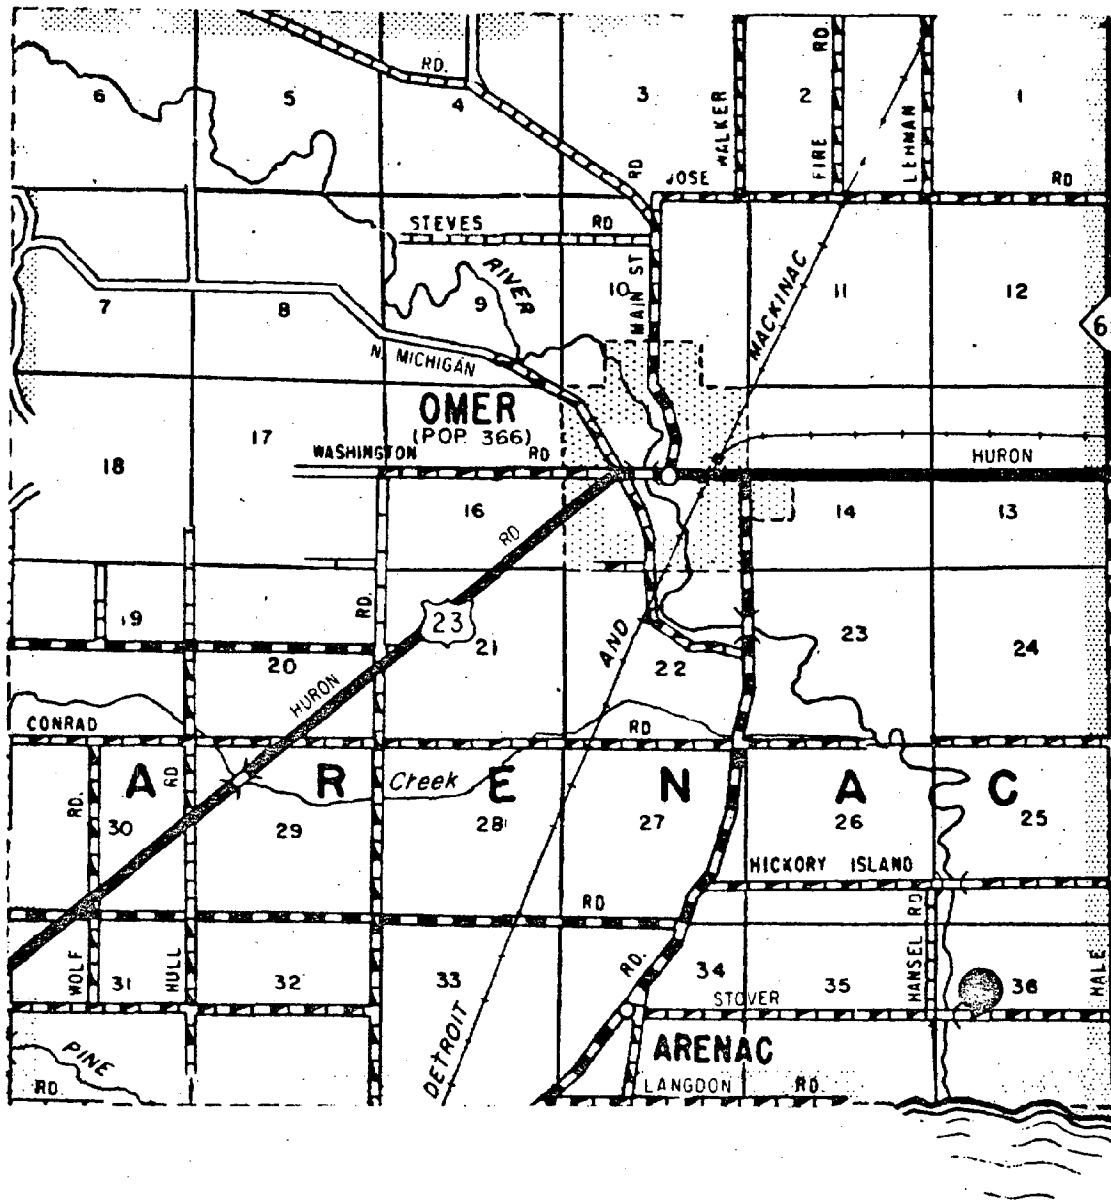 RD.
6
5
4
3
WALKER
2
RD.
FIRE
LEHMAN
1
RD
JOSE
RD
STEVES
RD
RIVER
MAIN ST
MACKINAC
7
8
9
10
11
12
6
N. MICHIGAN
OMER
(POP. 366)
WASHINGTON
RD
HURON
18
17
16
14
13
RD
RD.
23
19
20
HURON
21
AND
22
23
24
CONRAD
RD
ARENAC
RD.
RD
Creek
30
29
28
27
26
25
HICKORY ISLAND
RD
WOLF
HULL
31
32
33
DETROIT
RD.
34
35
HANSEL RD
36
HALE
STOVER
ARENAC
PINE
RD
LANGDON
RD.